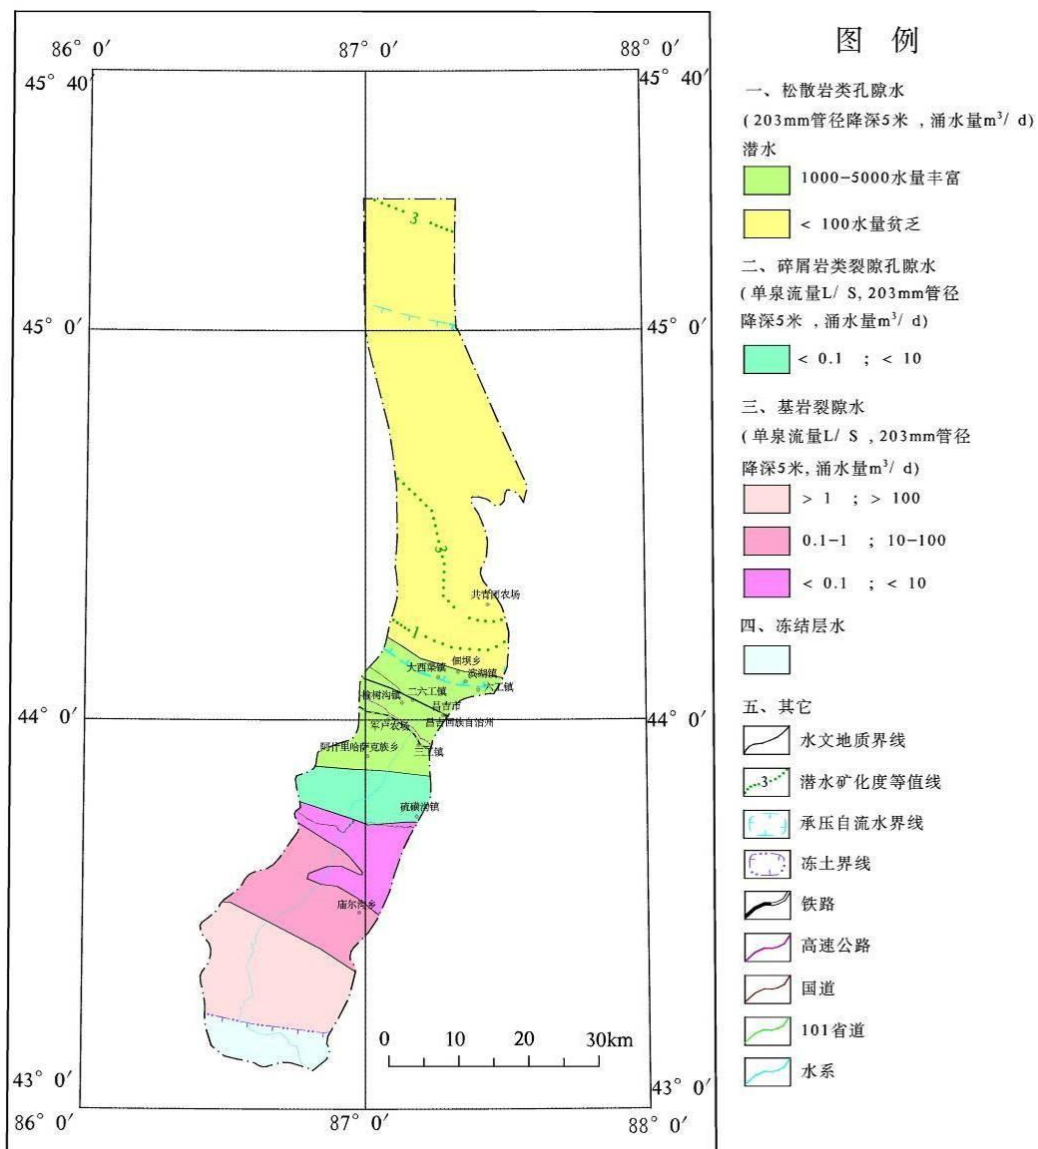 86° 0′
87° 0′
88° 0′
45° 40′
45° 40′
3
45° 0′
45° 0′
3
共青团农场
1
佃坝乡
大西渠镇
滨湖镇
二六工镇
六工镇
榆树沟镇
昌吉市
44° 0′
44° 0′
军户农场
昌吉回族自治州
阿什里哈萨克族乡
三工镇
硫磺沟镇
庙尔沟乡
0 10 20 30km
43° 0′
43° 0′
86° 0′
87° 0′
88° 0′
图 例
一、松散岩类孔隙水
(203mm管径降深5米，涌水量m³/ d)
潜水
1000-5000水量丰富
< 100水量贫乏
二、碎屑岩类裂隙孔隙水
(单泉流量L/ S, 203mm管径
降深5米，涌水量m³/ d)
< 0.1 ; < 10
三、基岩裂隙水
(单泉流量L/ S , 203mm管径
降深5米, 涌水量m³/ d)
> 1 ; > 100
0.1-1 ; 10-100
< 0.1 ; < 10
四、冻结层水
五、其它
水文地质界线
3 潜水矿化度等值线
承压自流水界线
冻土界线
铁路
高速公路
国道
101省道
水系